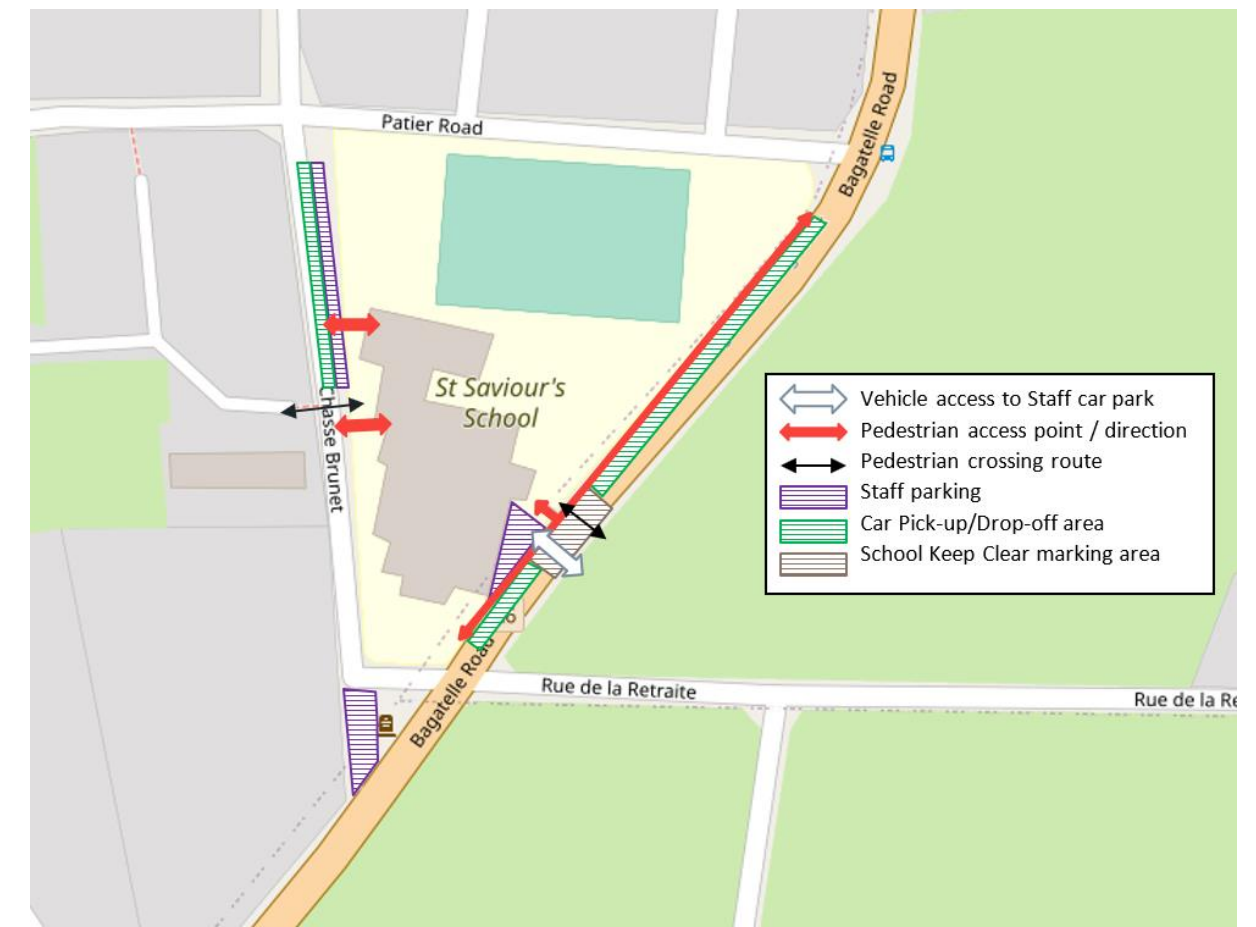 Patier Road
Bagatelle Road
St Saviour's
School
Chasse Brunet
Vehicle access to Staff car park
Pedestrian access point / direction
Pedestrian crossing route
Staff parking
Car Pick-up/Drop-off area
School Keep Clear marking area
Bagatelle Road
Rue de la Retraite
Rue de la Re